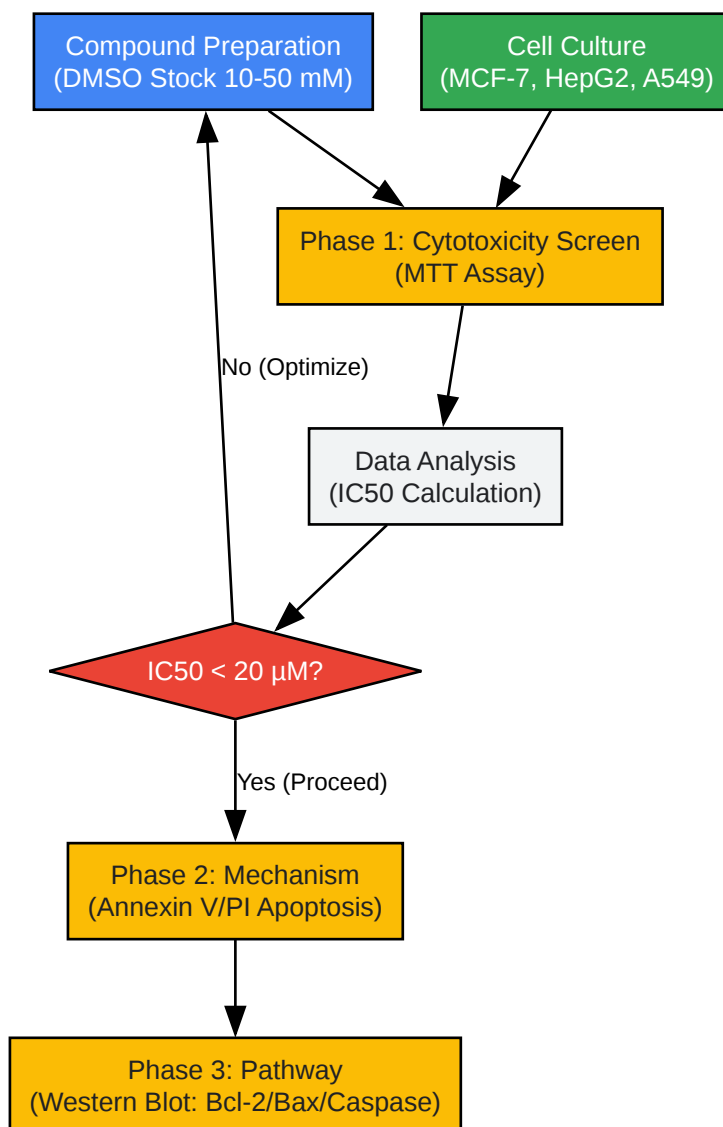 Compound Preparation
(DMSO Stock 10-50 mM)
Cell Culture
(MCF-7, HepG2, A549)
Phase 1: Cytotoxicity Screen
(MTT Assay)
No (Optimize)
Data Analysis
(IC50 Calculation)
IC50 < 20 µM?
Yes (Proceed)
Phase 2: Mechanism
(Annexin V/PI Apoptosis)
Phase 3: Pathway
(Western Blot: Bcl-2/Bax/Caspase)